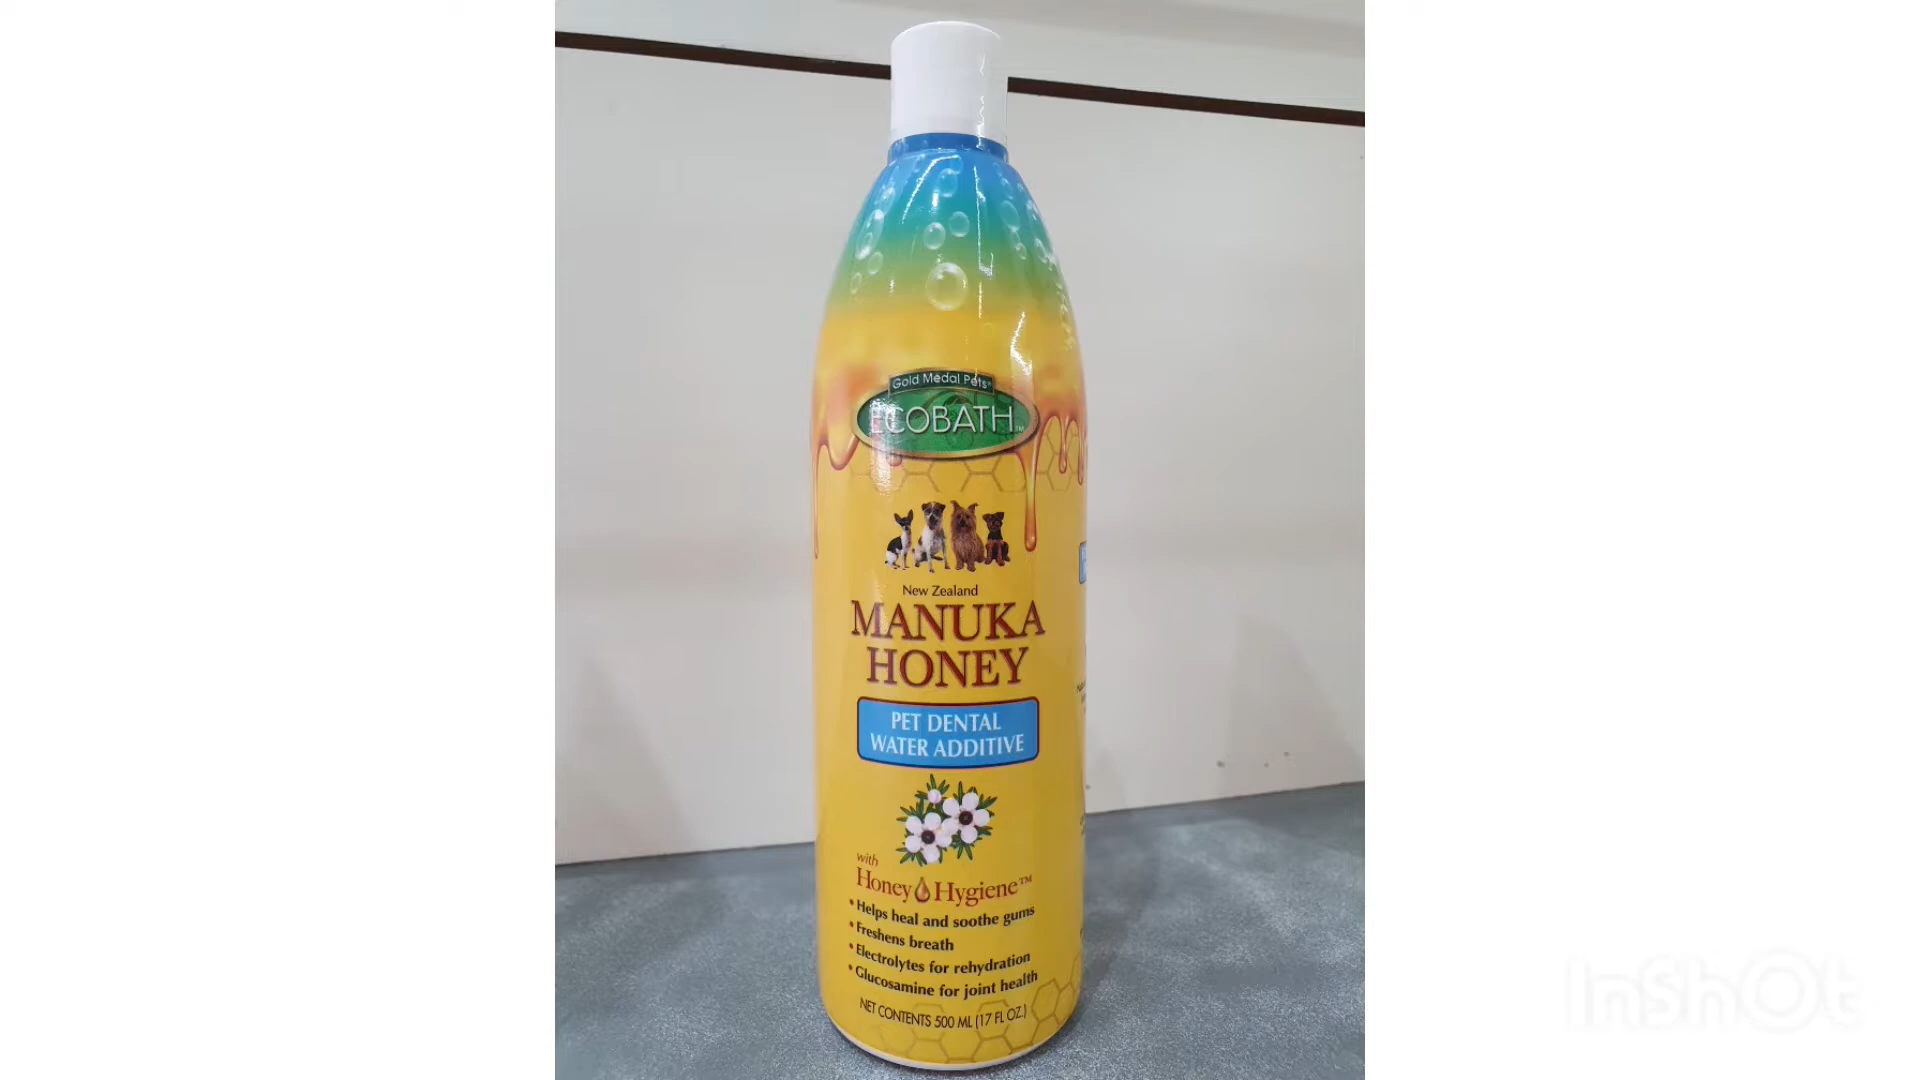 Gold Medal Pets®
ECOBATH™
New Zealand
MANUKA
HONEY
PET DENTAL
WATER ADDITIVE
with
Honey Hygiene™
• Helps heal and soothe gums
• Freshens breath
• Electrolytes for rehydration
• Glucosamine for joint health
NET CONTENTS 500 ML (17 FL OZ.)
InShOt